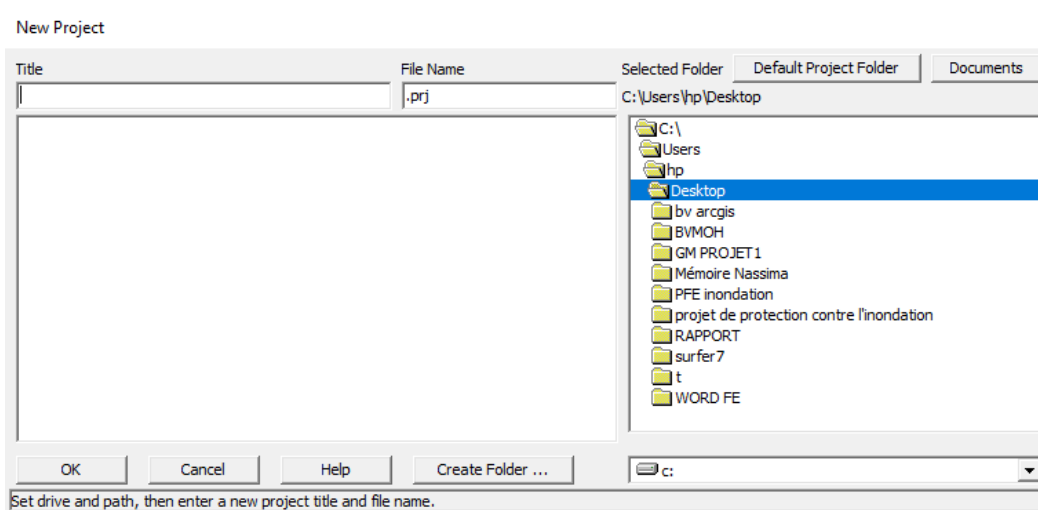 New Project
Title File Name Selected Folder Default Project Folder Documents
.prj C:\Users\hp\Desktop
C:\
Users
hp
Desktop
bv arcgis
BVMOH
GM PROJET1
Mémoire Nassima
PFE inondation
projet de protection contre l'inondation
RAPPORT
surfer7
t
WORD FE
OK Cancel Help Create Folder ... c:
Set drive and path, then enter a new project title and file name.